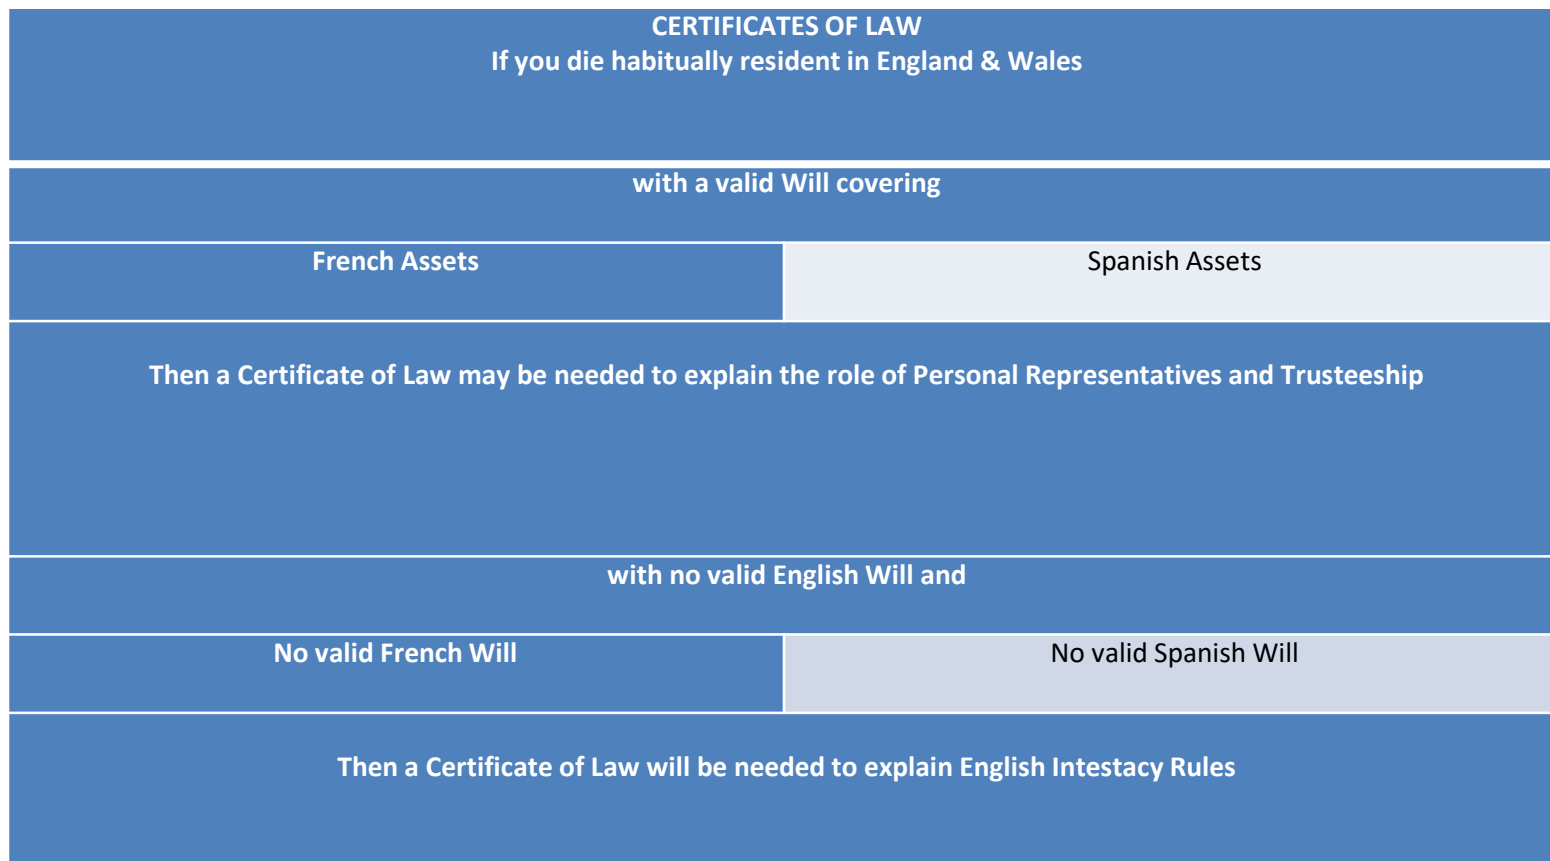 CERTIFICATES OF LAW
If you die habitually resident in England & Wales
with a valid Will covering
French Assets
Spanish Assets
Then a Certificate of Law may be needed to explain the role of Personal Representatives and Trusteeship
with no valid English Will and
No valid French Will
No valid Spanish Will
Then a Certificate of Law will be needed to explain English Intestacy Rules